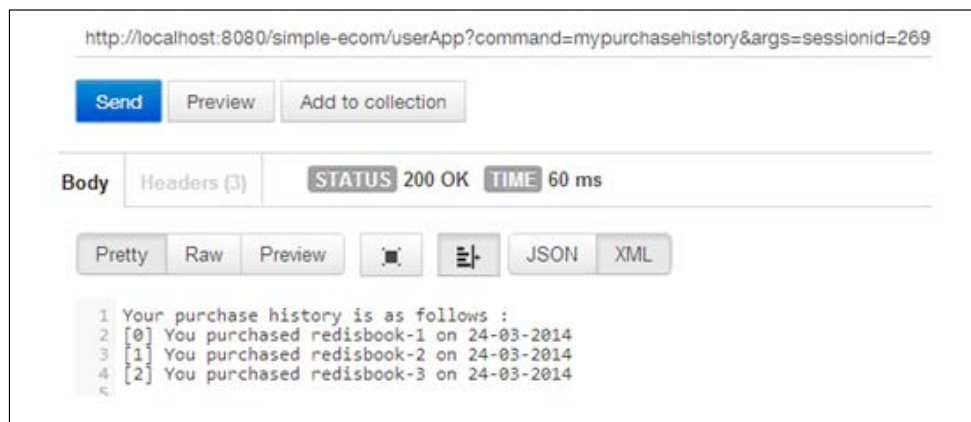 http://localhost:8080/simple-ecom/userApp?command=mypurchasehistory&args=sessionid=269
Send Preview Add to collection
Body Headers (3) STATUS 200 OK TIME 60 ms
Pretty Raw Preview JSON XML
1 Your purchase history is as follows :
2 [0] You purchased redisbook-1 on 24-03-2014
3 [1] You purchased redisbook-2 on 24-03-2014
4 [2] You purchased redisbook-3 on 24-03-2014
5